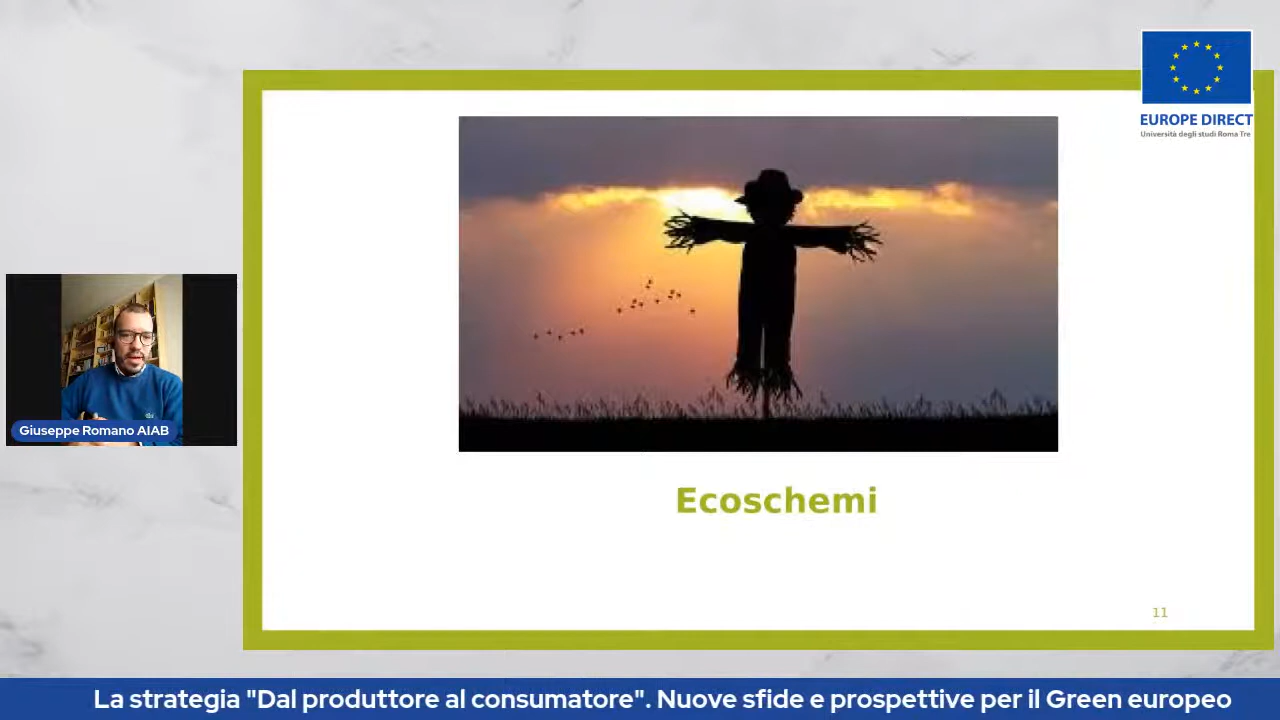 EUROPE DIRECT
Università degli studi Roma Tre
Giuseppe Romano AIAB
Ecoschemi
11
La strategia "Dal produttore al consumatore". Nuove sfide e prospettive per il Green europeo